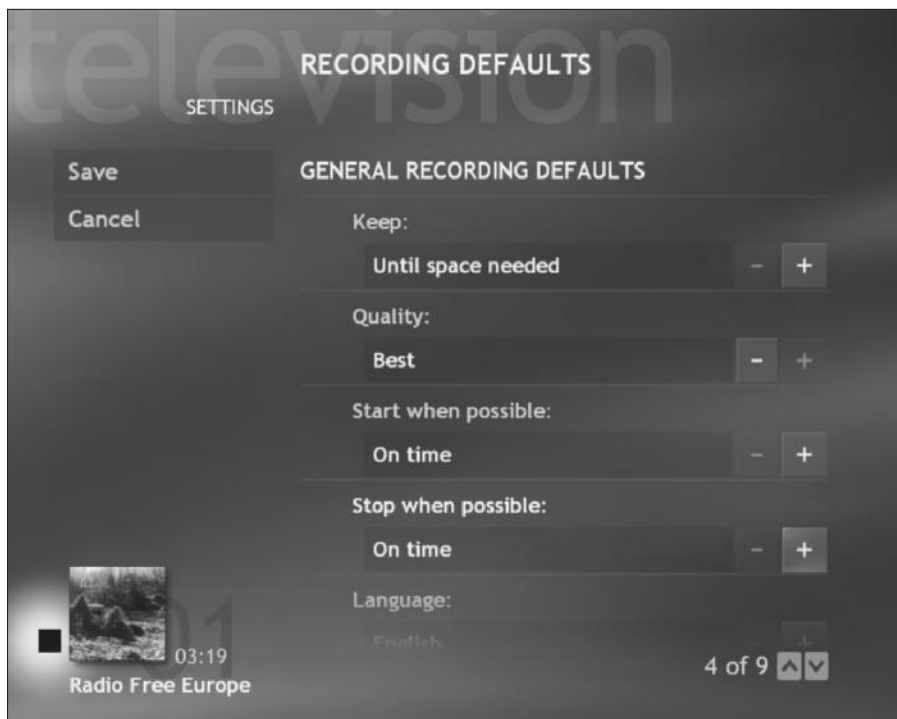 television
RECORDING DEFAULTS
SETTINGS
Save
Cancel
GENERAL RECORDING DEFAULTS
Keep:
Until space needed
- +
Quality:
Best
- +
Start when possible:
On time
- +
Stop when possible:
On time
- +
Language:
English
- +
01
03:19
Radio Free Europe
4 of 9